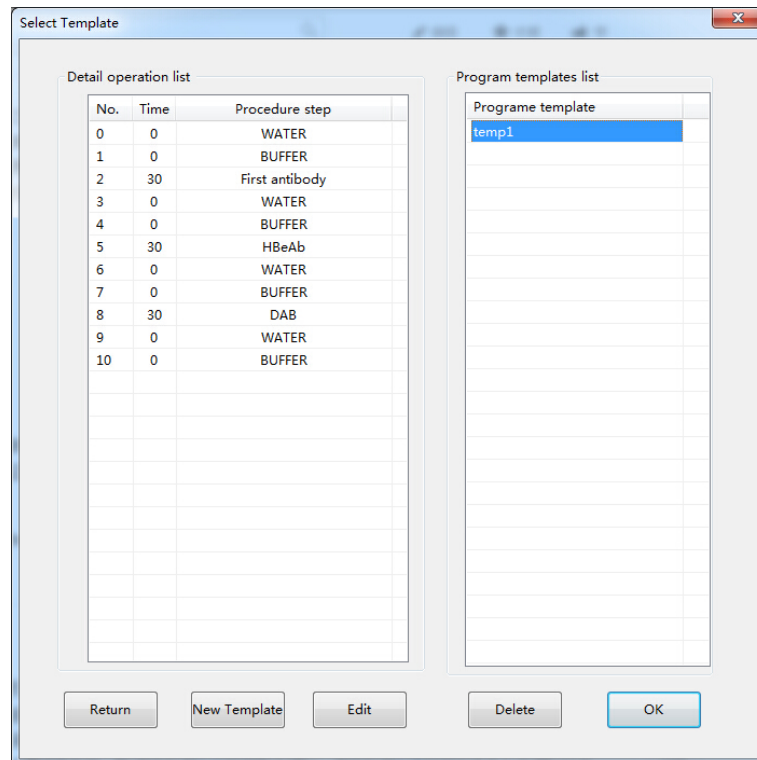 Select Template
Detail operation list
No. Time Procedure step
0 0 WATER
1 0 BUFFER
2 30 First antibody
3 0 WATER
4 0 BUFFER
5 30 HBeAb
6 0 WATER
7 0 BUFFER
8 30 DAB
9 0 WATER
10 0 BUFFER
Program templates list
Programe template
temp1
Return New Template Edit Delete OK